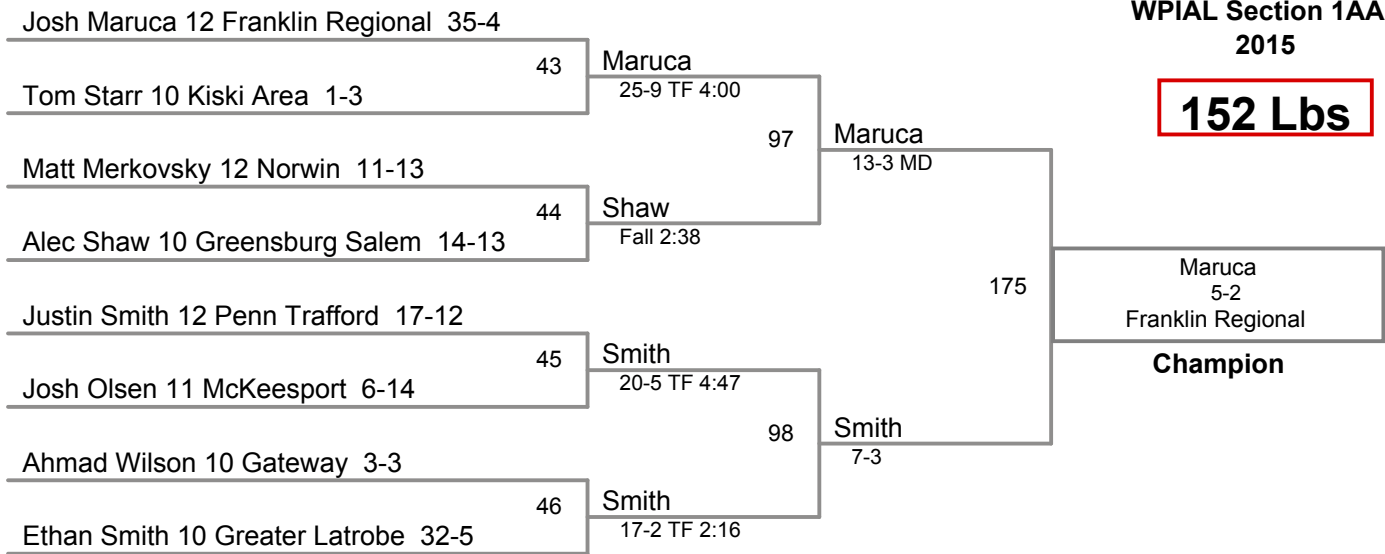 WPIAL Section 1AA
2015
152 Lbs
Josh Maruca 12 Franklin Regional 35-4
43
Tom Starr 10 Kiski Area 1-3
Maruca
25-9 TF 4:00
Matt Merkovsky 12 Norwin 11-13
44
Alec Shaw 10 Greensburg Salem 14-13
Shaw
Fall 2:38
97
Maruca
13-3 MD
Justin Smith 12 Penn Trafford 17-12
45
Josh Olsen 11 McKeesport 6-14
Smith
20-5 TF 4:47
Ahmad Wilson 10 Gateway 3-3
46
Ethan Smith 10 Greater Latrobe 32-5
Smith
17-2 TF 2:16
98
Smith
7-3
175
Maruca
5-2
Franklin Regional
Champion